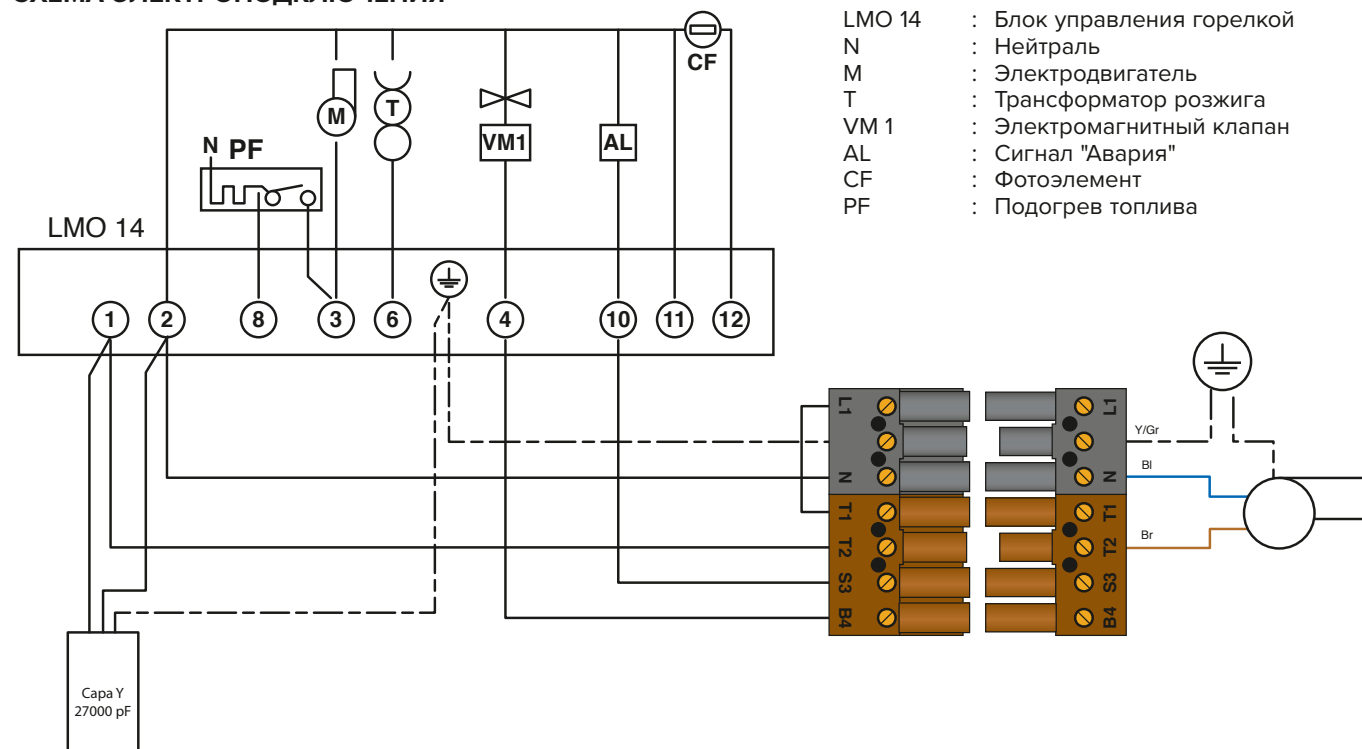 СХЕМА ЭЛЕКТРОПОДКЛЮЧЕНИЯ
LMO 14 : Блок управления горелкой
N : Нейтраль
M : Электродвигатель
T : Трансформатор розжига
VM 1 : Электромагнитный клапан
AL : Сигнал "Авария"
CF : Фотоэлемент
PF : Подогрев топлива
CF
M
T
VM1
AL
N PF
LMO 14
1 2 8 3 6 4 10 11 12
L1
N
T1
T2
S3
B4
L1
N
T1
T2
S3
B4
Y/Gr
Bl
Br
Capa Y
27000 pF